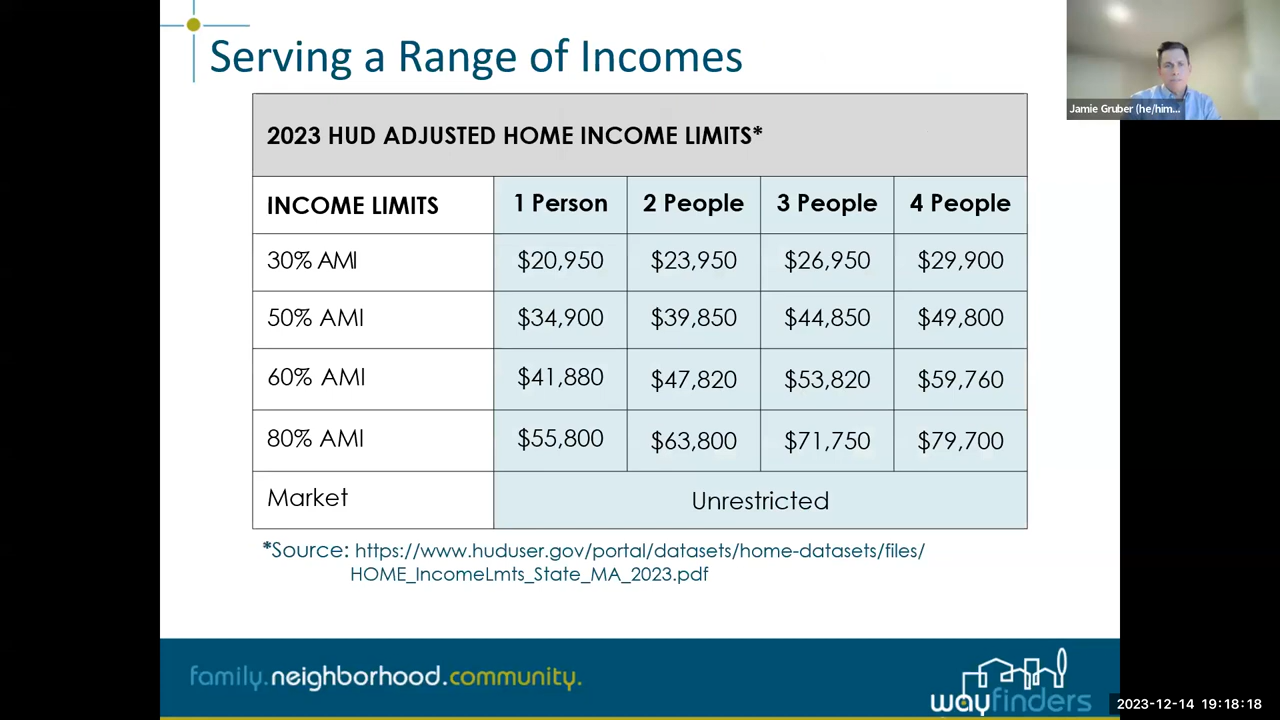 Serving a Range of Incomes
Jamie Gruber (he/him...
2023 HUD ADJUSTED HOME INCOME LIMITS*
INCOME LIMITS 1 Person 2 People 3 People 4 People
30% AMI $20,950 $23,950 $26,950 $29,900
50% AMI $34,900 $39,850 $44,850 $49,800
60% AMI $41,880 $47,820 $53,820 $59,760
80% AMI $55,800 $63,800 $71,750 $79,700
Market Unrestricted
*Source: https://www.huduser.gov/portal/datasets/home-datasets/files/
HOME_IncomeLmts_State_MA_2023.pdf
family.neighborhood.community.
wayfinders
2023-12-14 19:18:18